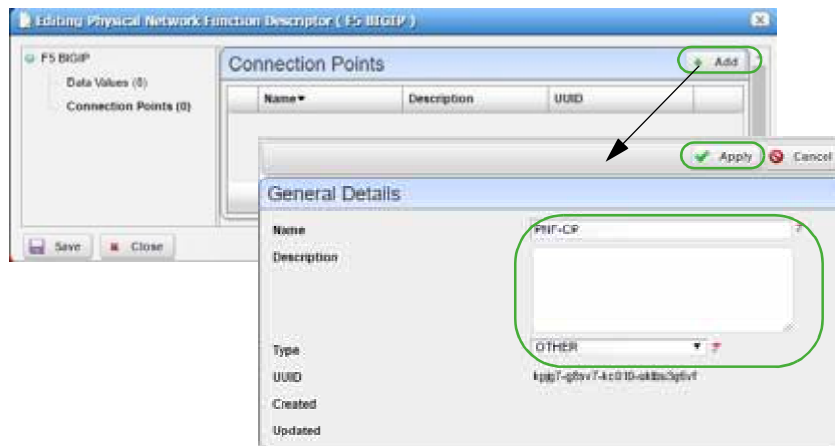 Editing Physical Network Function Descriptor ( F5 BIGIP )
F5 BIGIP
Data Values (0)
Connection Points (0)
Connection Points
Add
Name
Description
UUID
Apply
Cancel
General Details
Name
PNF-CP
Description
Type
OTHER
UUID
Created
Updated
Save
Close